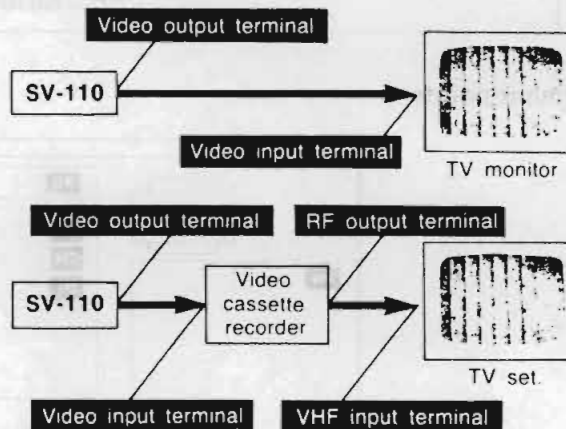 Video output terminal
SV-110
Video input terminal
TV monitor
Video output terminal
RF output terminal
SV-110
Video
cassette
recorder
TV set.
Video input terminal
VHF input terminal